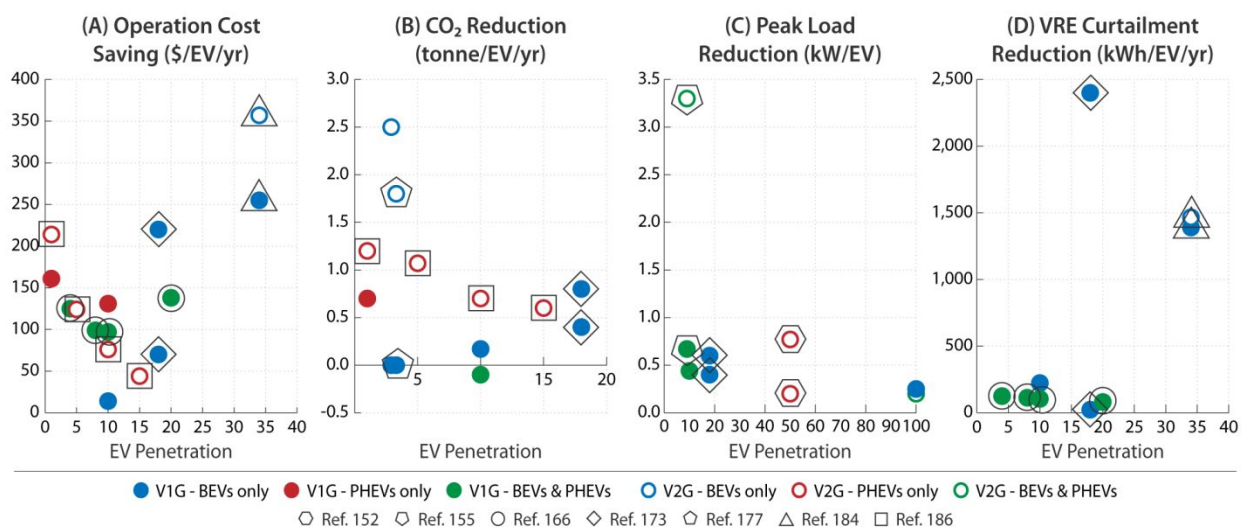 (A) Operation Cost
Saving ($/EV/yr)
400
350
300
250
200
150
100
50
0
0 5 10 15 20 25 30 35 40
EV Penetration
(B) CO₂ Reduction
(tonne/EV/yr)
3.0
2.5
2.0
1.5
1.0
0.5
0.0
-0.5
5 15 20
EV Penetration
(C) Peak Load
Reduction (kW/EV)
3.5
3.0
2.5
2.0
1.5
1.0
0.5
0.0
0 10 20 30 40 50 60 70 80 90 100
EV Penetration
(D) VRE Curtailment
Reduction (kWh/EV/yr)
2,500
2,000
1,500
1,000
500
0
0 5 10 15 20 25 30 35 40
EV Penetration
V1G - BEVs only V1G - PHEVs only V1G - BEVs & PHEVs V2G - BEVs only V2G - PHEVs only V2G - BEVs & PHEVs
Ref. 152 Ref. 155 Ref. 166 Ref. 173 Ref. 177 Ref. 184 Ref. 186